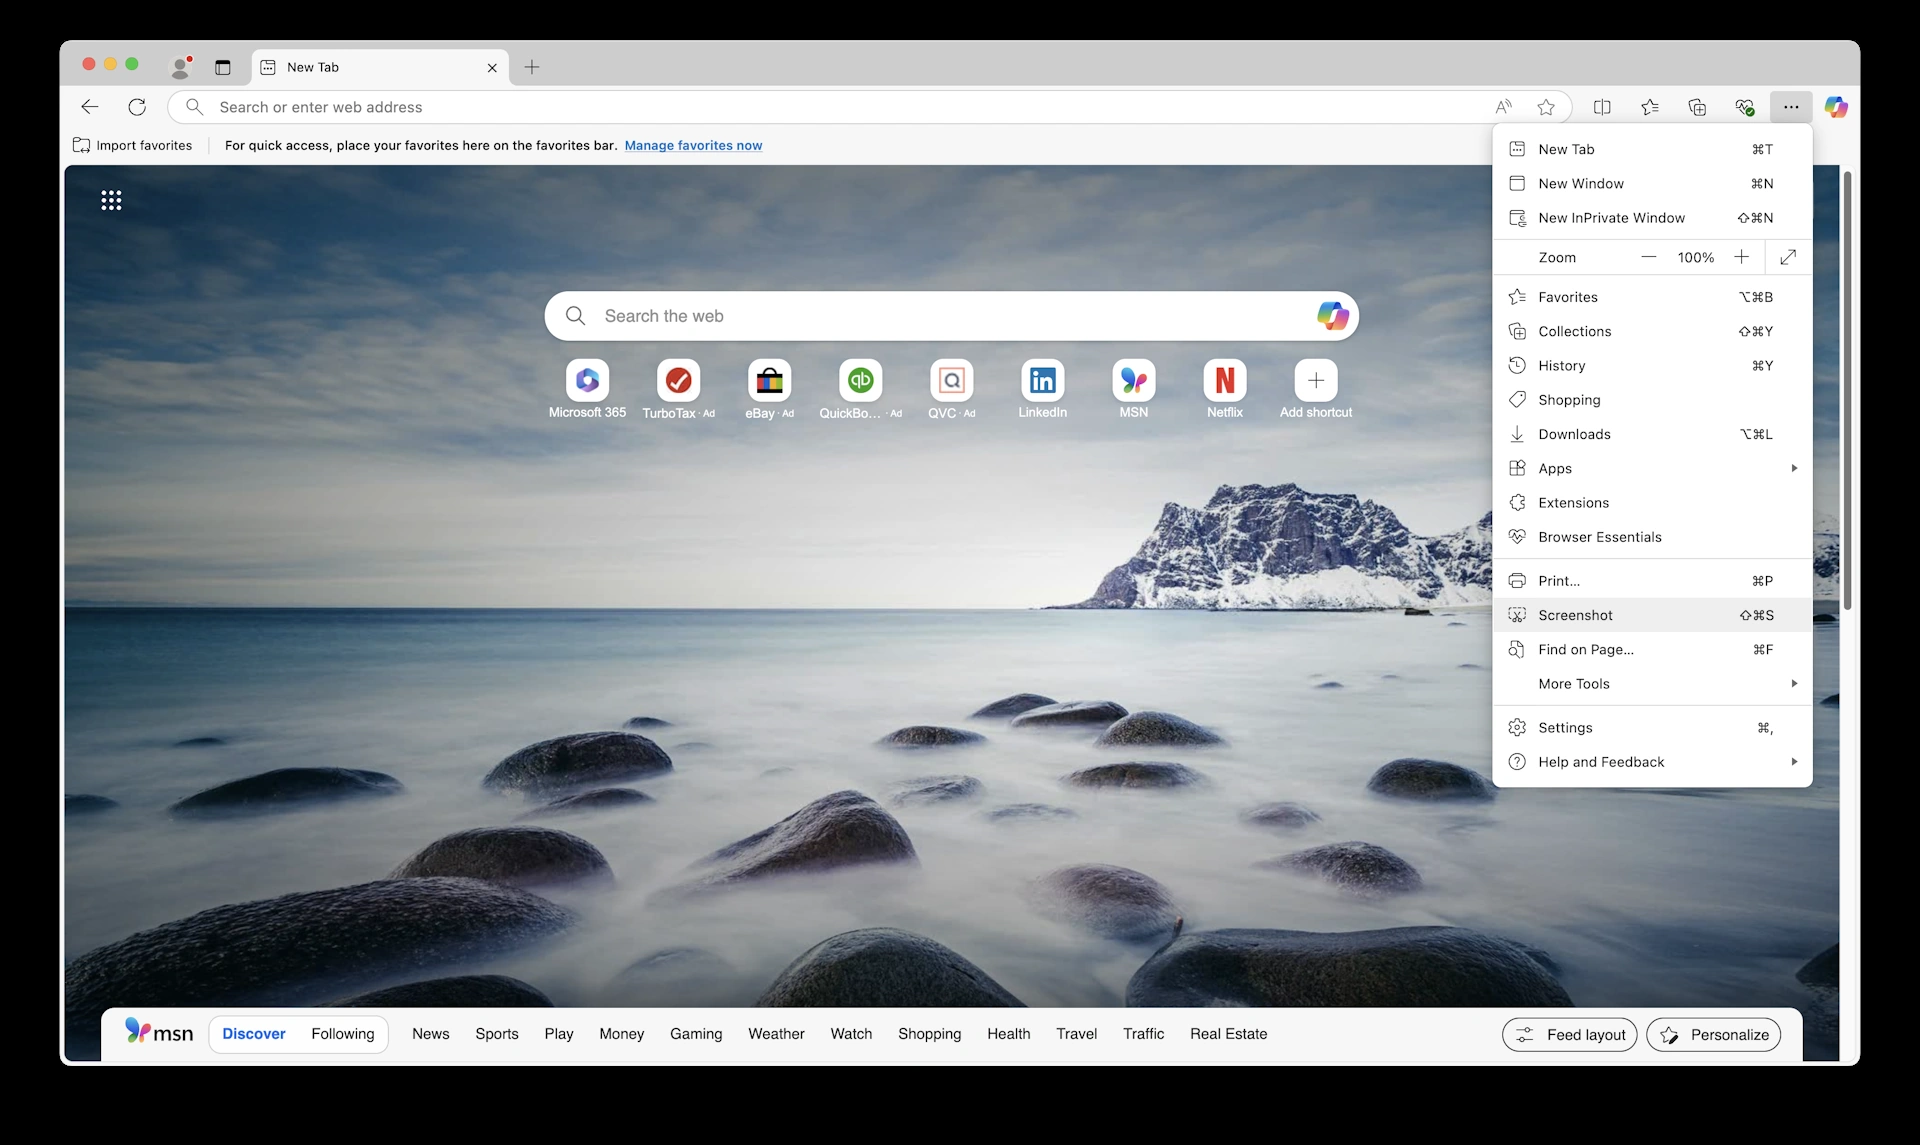 New Tab
Search or enter web address
Import favorites
For quick access, place your favorites here on the favorites bar. Manage favorites now
Search the web
Microsoft 365
TurboTax · Ad
eBay · Ad
QuickBo... · Ad
QVC · Ad
LinkedIn
MSN
Netflix
Add shortcut
New Tab ⌘T
New Window ⌘N
New InPrivate Window ⇧⌘N
Zoom — 100% +
Favorites ⌥⌘B
Collections ⇧⌘Y
History ⌘Y
Shopping
Downloads ⌥⌘L
Apps
Extensions
Browser Essentials
Print... ⌘P
Screenshot ⇧⌘S
Find on Page... ⌘F
More Tools
Settings ⌘,
Help and Feedback
msn Discover Following News Sports Play Money Gaming Weather Watch Shopping Health Travel Traffic Real Estate Feed layout Personalize